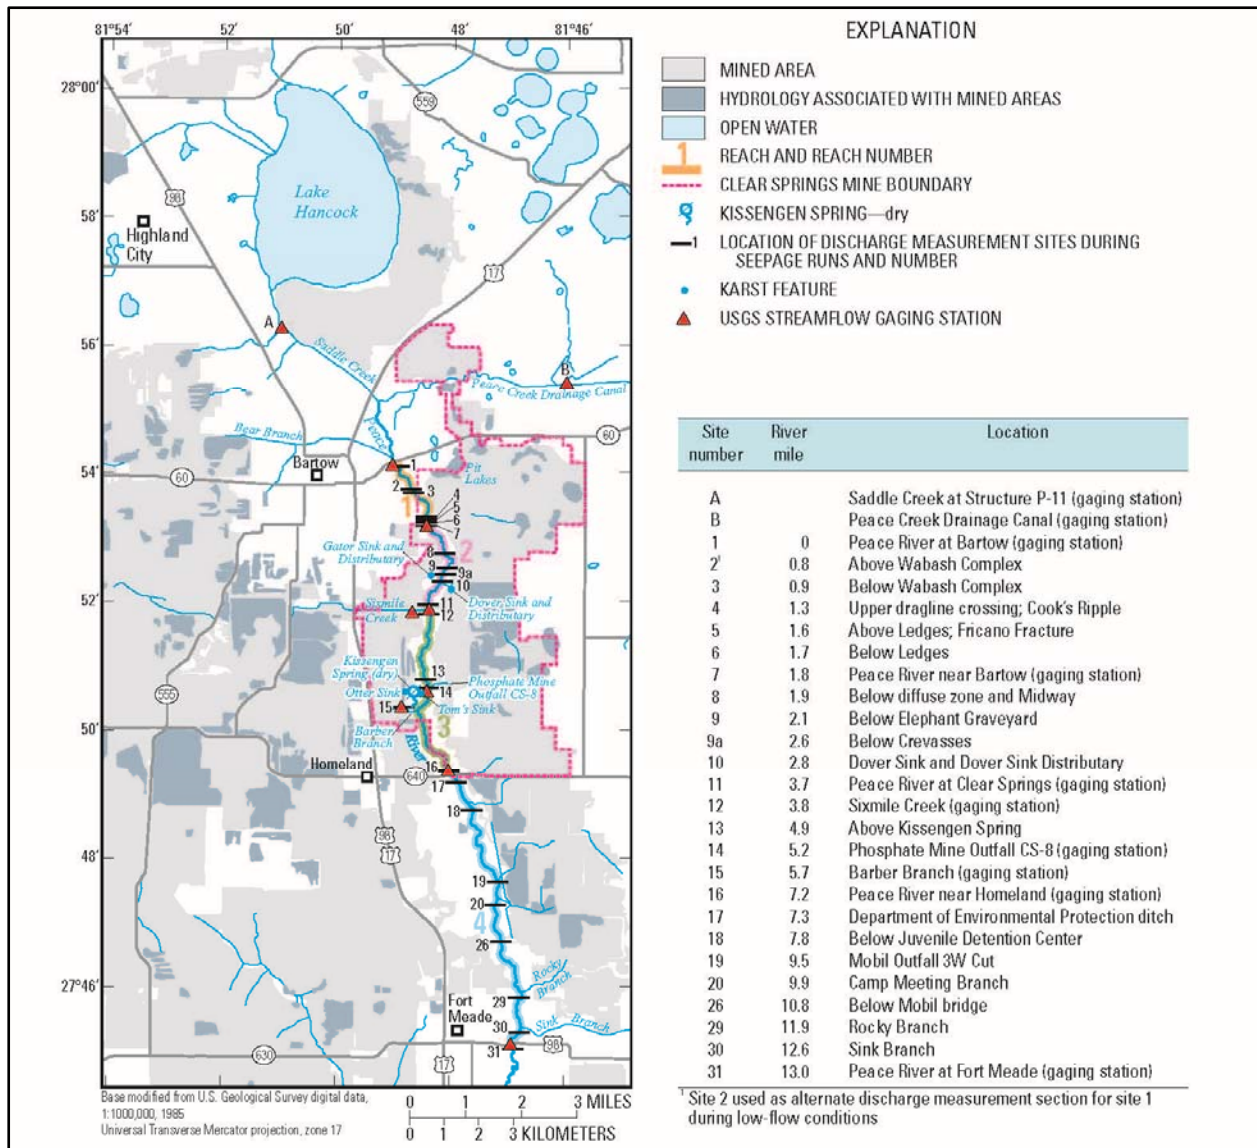 81°54′ 52′ 50′ 48′ 81°46′
28°00′
58′
56′
54′
52′
50′
48′
27°46′
559
98
Lake
Hancock
Highland
City
17
A
Saddle Creek
B
Peace Creek Drainage Canal
Peace
Bear Branch
60
Bartow
60
Pit
Lakes
1
2
3
1
4
5
6
7
Gator Sink and
Distributary
8
2
9
9a
10
Sixmile
Creek
11
12
Dover Sink and
Distributary
Kissengen
Spring (dry)
13
Phosphate Mine
Outfall CS-8
Otter Sink
14
Tom's Sink
555
15
3
Barber
Branch
River
Homeland
16
640
17
18
98
17
19
20
4
26
Rocky
Branch
29
Fort
Meade
30
Sink Branch
31
98
630
17
Base modified from U.S. Geological Survey digital data,
1:1000,000, 1985
Universal Transverse Mercator projection, zone 17
0 1 2 3 MILES
0 1 2 3 KILOMETERS
EXPLANATION
MINED AREA
HYDROLOGY ASSOCIATED WITH MINED AREAS
OPEN WATER
1 REACH AND REACH NUMBER
CLEAR SPRINGS MINE BOUNDARY
KISSENGEN SPRING—dry
1 LOCATION OF DISCHARGE MEASUREMENT SITES DURING
SEEPAGE RUNS AND NUMBER
KARST FEATURE
USGS STREAMFLOW GAGING STATION
Site River Location
number mile
A Saddle Creek at Structure P-11 (gaging station)
B Peace Creek Drainage Canal (gaging station)
1 0 Peace River at Bartow (gaging station)
2¹ 0.8 Above Wabash Complex
3 0.9 Below Wabash Complex
4 1.3 Upper dragline crossing; Cook's Ripple
5 1.6 Above Ledges; Fricano Fracture
6 1.7 Below Ledges
7 1.8 Peace River near Bartow (gaging station)
8 1.9 Below diffuse zone and Midway
9 2.1 Below Elephant Graveyard
9a 2.6 Below Crevasses
10 2.8 Dover Sink and Dover Sink Distributary
11 3.7 Peace River at Clear Springs (gaging station)
12 3.8 Sixmile Creek (gaging station)
13 4.9 Above Kissengen Spring
14 5.2 Phosphate Mine Outfall CS-8 (gaging station)
15 5.7 Barber Branch (gaging station)
16 7.2 Peace River near Homeland (gaging station)
17 7.3 Department of Environmental Protection ditch
18 7.8 Below Juvenile Detention Center
19 9.5 Mobil Outfall 3W Cut
20 9.9 Camp Meeting Branch
26 10.8 Below Mobil bridge
29 11.9 Rocky Branch
30 12.6 Sink Branch
31 13.0 Peace River at Fort Meade (gaging station)
¹ Site 2 used as alternate discharge measurement section for site 1
during low-flow conditions